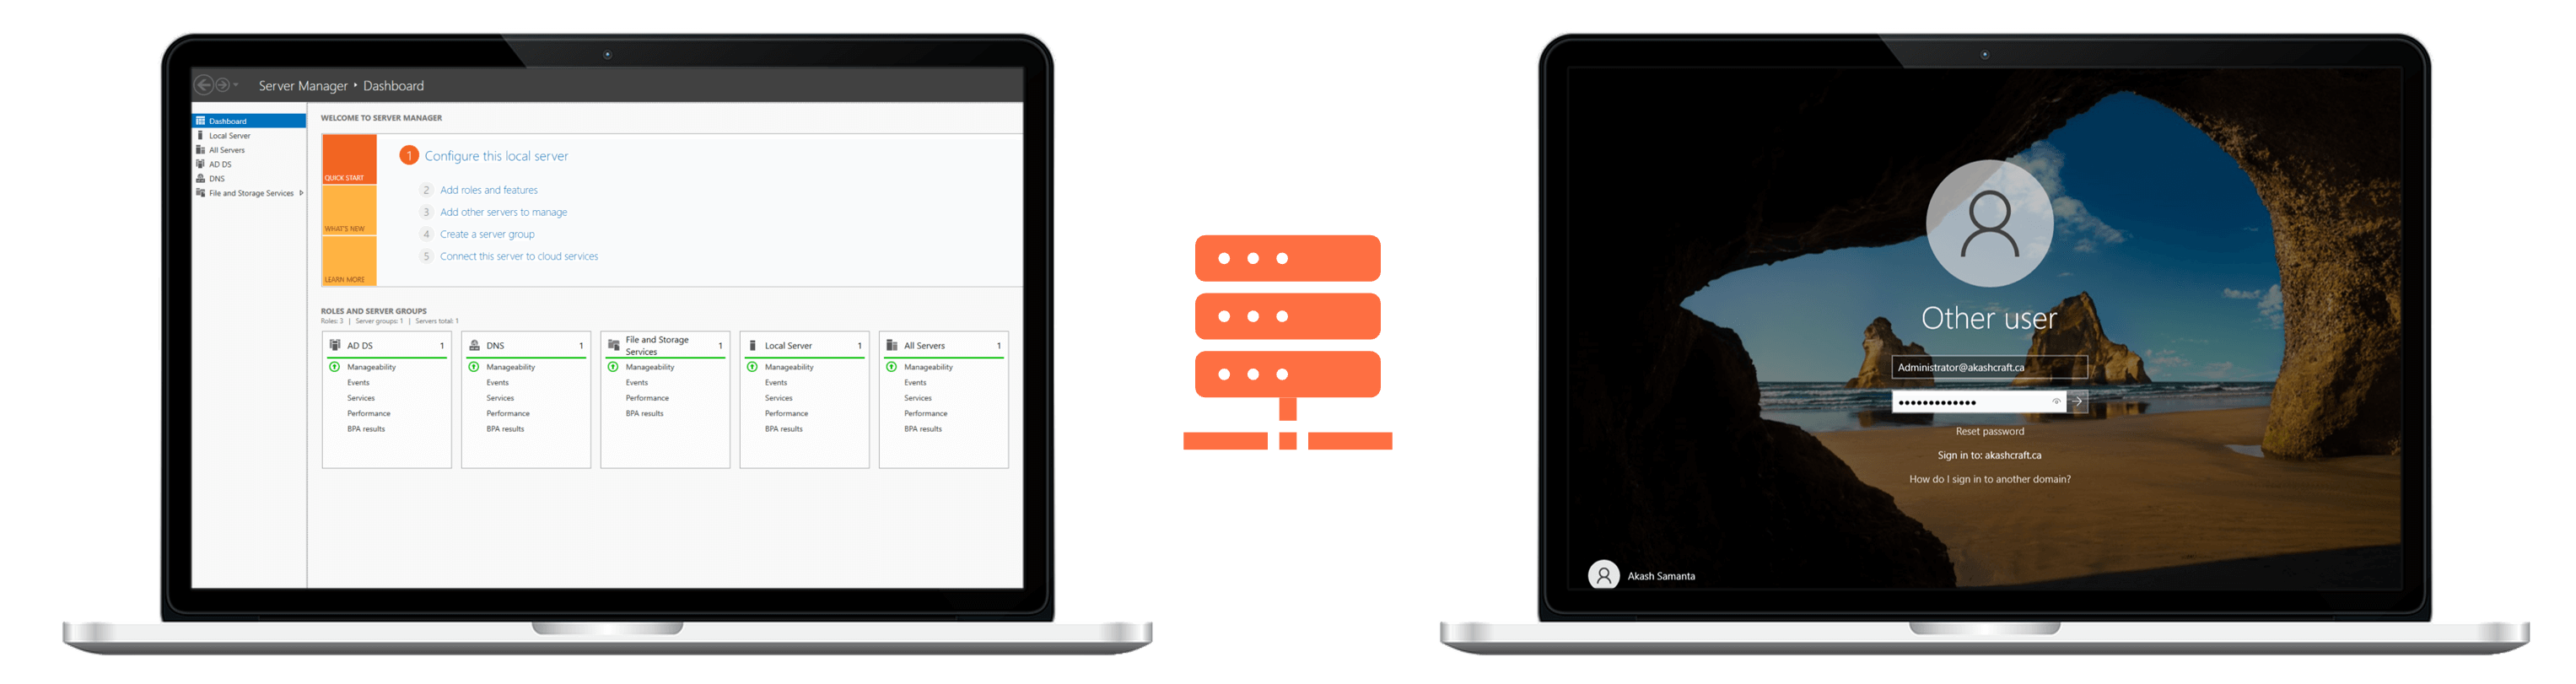 Server Manager ‣ Dashboard
Dashboard
Local Server
All Servers
AD DS
DNS
File and Storage Services
WELCOME TO SERVER MANAGER
QUICK START
WHAT'S NEW
LEARN MORE
1 Configure this local server
2 Add roles and features
3 Add other servers to manage
4 Create a server group
5 Connect this server to cloud services
ROLES AND SERVER GROUPS
Roles: 3 | Server groups: 1 | Servers total: 1
AD DS 1
Manageability
Events
Services
Performance
BPA results
DNS 1
Manageability
Events
Services
Performance
BPA results
File and Storage
Services 1
Manageability
Events
Performance
BPA results
Local Server 1
Manageability
Events
Services
Performance
BPA results
All Servers 1
Manageability
Events
Services
Performance
BPA results
Other user
Administrator@akashcraft.ca
Reset password
Sign in to: akashcraft.ca
How do I sign in to another domain?
Akash Samanta